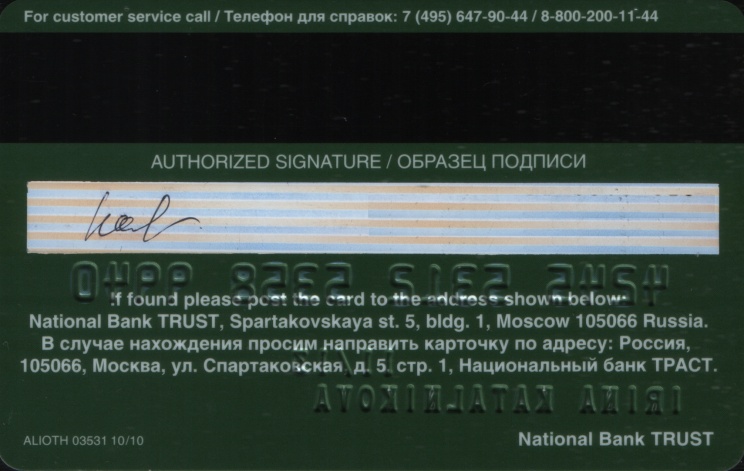 For customer service call / Телефон для справок: 7 (495) 647-90-44 / 8-800-200-11-44
AUTHORIZED SIGNATURE / ОБРАЗЕЦ ПОДПИСИ
If found please post the card to the address shown below:
National Bank TRUST, Spartakovskaya st. 5, bldg. 1, Moscow 105066 Russia.
В случае нахождения просим направить карточку по адресу: Россия,
105066, Москва, ул. Спартаковская, д. 5, стр. 1, Национальный банк ТРАСТ.
IRINA KATALNIKOVA
ALIOTH 03531 10/10
National Bank TRUST